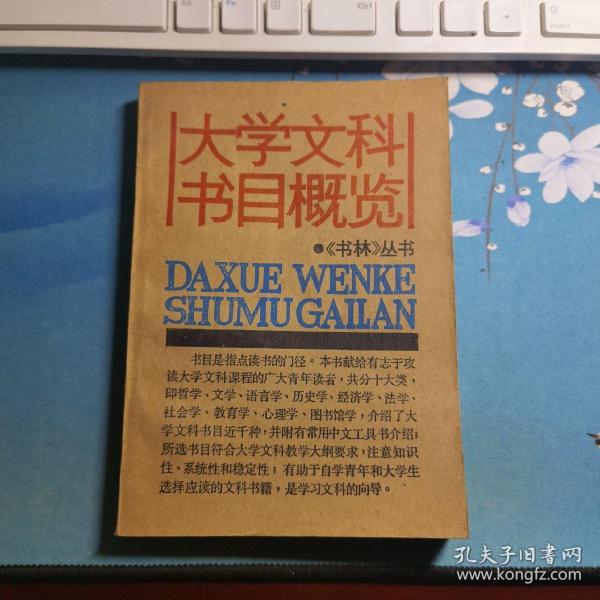 Alt
Fn
Ctrl
大学文科
书目概览
●《书林》丛书
DAXUE WENKE
SHUMU GAILAN
书目是指点读书的门径。本书献给有志于攻
读大学文科课程的广大青年读者，共分十大类，
即哲学、文学、语言学、历史学、经济学、法学、
社会学、教育学、心理学、图书馆学，介绍了大
学文科书目近千种，并附有常用中文工具书介绍；
所选书目符合大学文科教学大纲要求，注意知识
性、系统性和稳定性；有助于自学青年和大学生
选择应读的文科书籍，是学习文科的向导。
孔夫子旧书网
www.kongfz.com